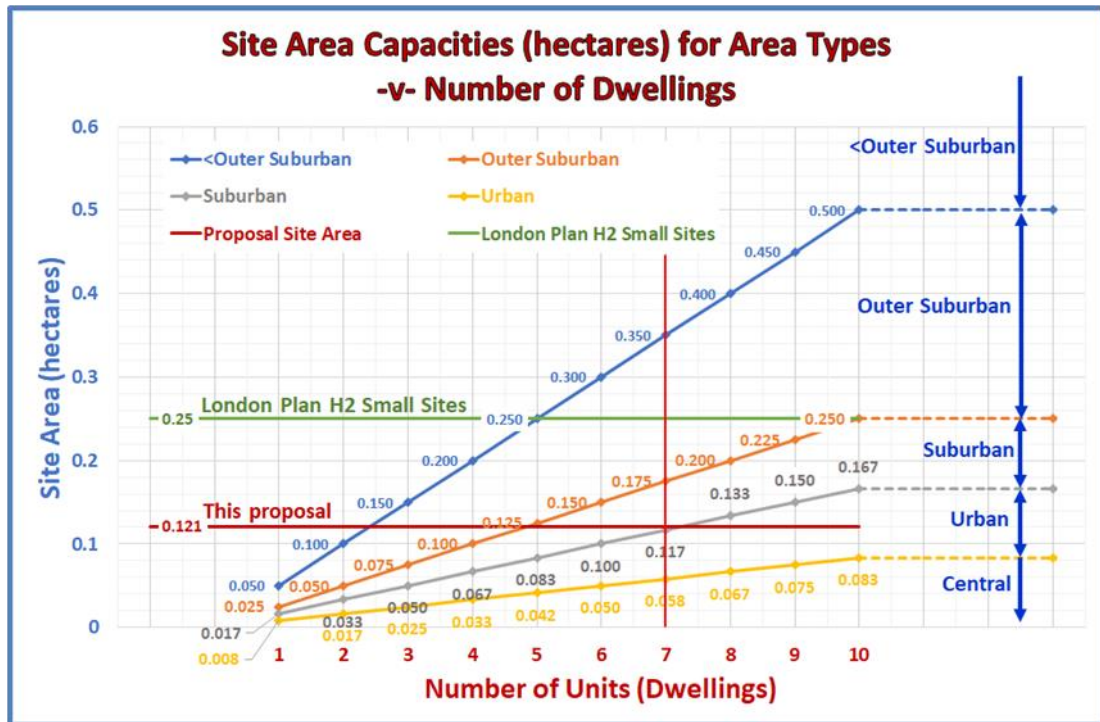 Site Area Capacities (hectares) for Area Types
-v- Number of Dwellings
Site Area (hectares)
0.6
0.5
0.4
0.3
0.2
0.1
0
<Outer Suburban
Outer Suburban
Suburban
Urban
Proposal Site Area
London Plan H2 Small Sites
London Plan H2 Small Sites
0.25
This proposal
0.121
0.050
0.100
0.150
0.200
0.250
0.300
0.350
0.400
0.450
0.500
0.025
0.050
0.075
0.100
0.125
0.150
0.175
0.200
0.225
0.250
0.017
0.033
0.050
0.067
0.083
0.100
0.117
0.133
0.150
0.167
0.008
0.017
0.025
0.033
0.042
0.050
0.058
0.067
0.075
0.083
<Outer Suburban
Outer Suburban
Suburban
Urban
Central
1 2 3 4 5 6 7 8 9 10
Number of Units (Dwellings)